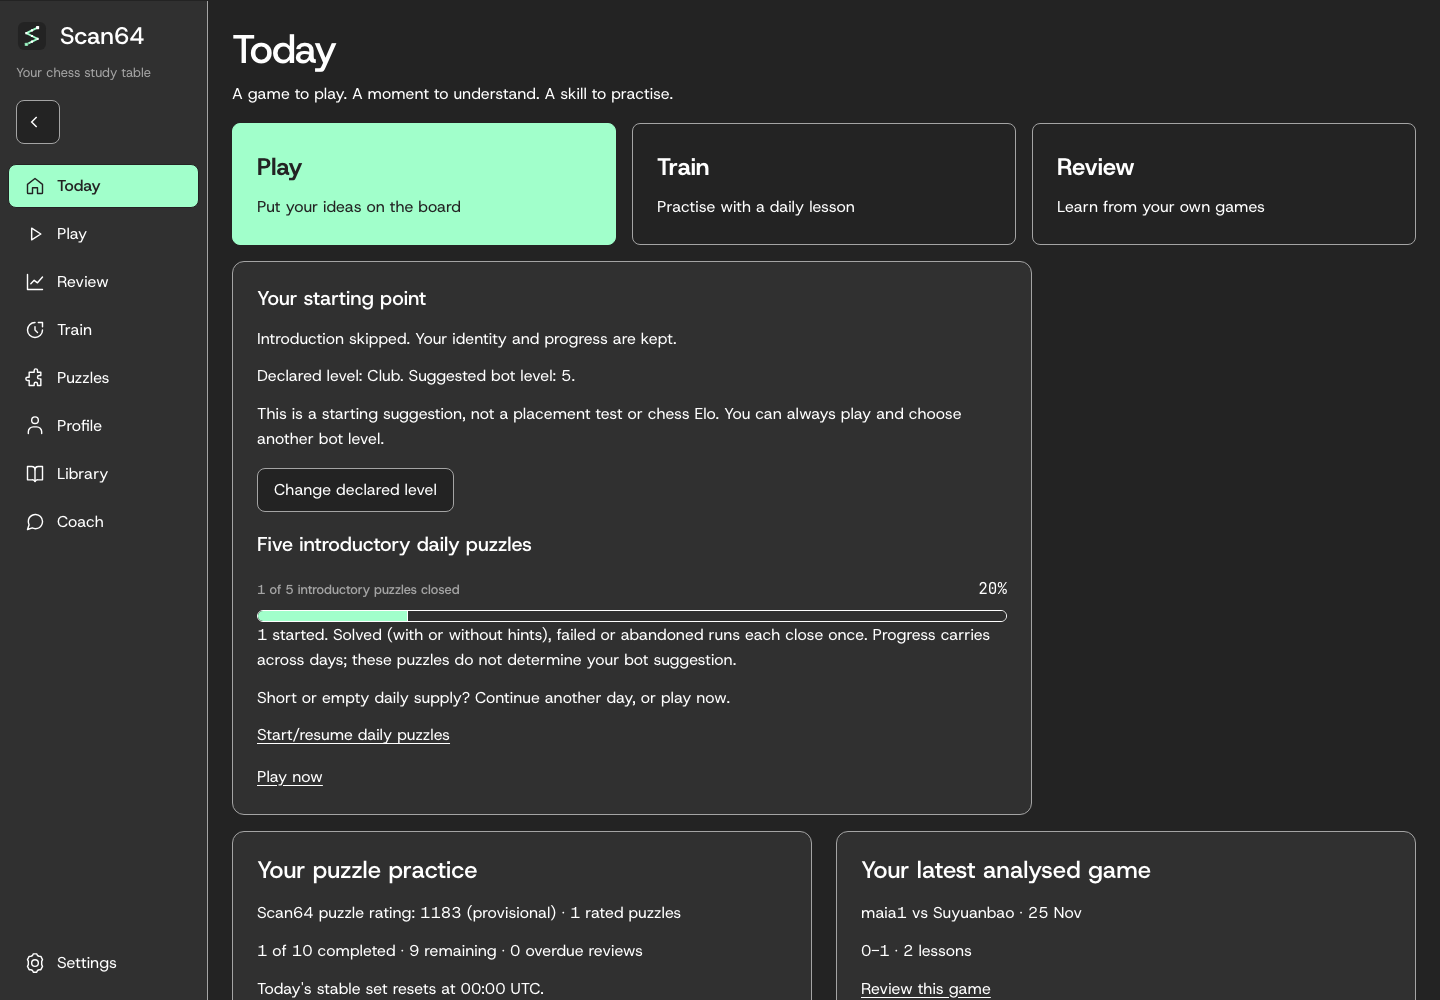 Scan64
Your chess study table
Today
Play
Review
Train
Puzzles
Profile
Library
Coach
Settings
Today
A game to play. A moment to understand. A skill to practise.
Play
Put your ideas on the board
Train
Practise with a daily lesson
Review
Learn from your own games
Your starting point
Introduction skipped. Your identity and progress are kept.
Declared level: Club. Suggested bot level: 5.
This is a starting suggestion, not a placement test or chess Elo. You can always play and choose
another bot level.
Change declared level
Five introductory daily puzzles
1 of 5 introductory puzzles closed
20%
1 started. Solved (with or without hints), failed or abandoned runs each close once. Progress carries
across days; these puzzles do not determine your bot suggestion.
Short or empty daily supply? Continue another day, or play now.
Start/resume daily puzzles
Play now
Your puzzle practice
Scan64 puzzle rating: 1183 (provisional) · 1 rated puzzles
1 of 10 completed · 9 remaining · 0 overdue reviews
Today's stable set resets at 00:00 UTC.
Your latest analysed game
maia1 vs Suyuanbao · 25 Nov
0–1 · 2 lessons
Review this game